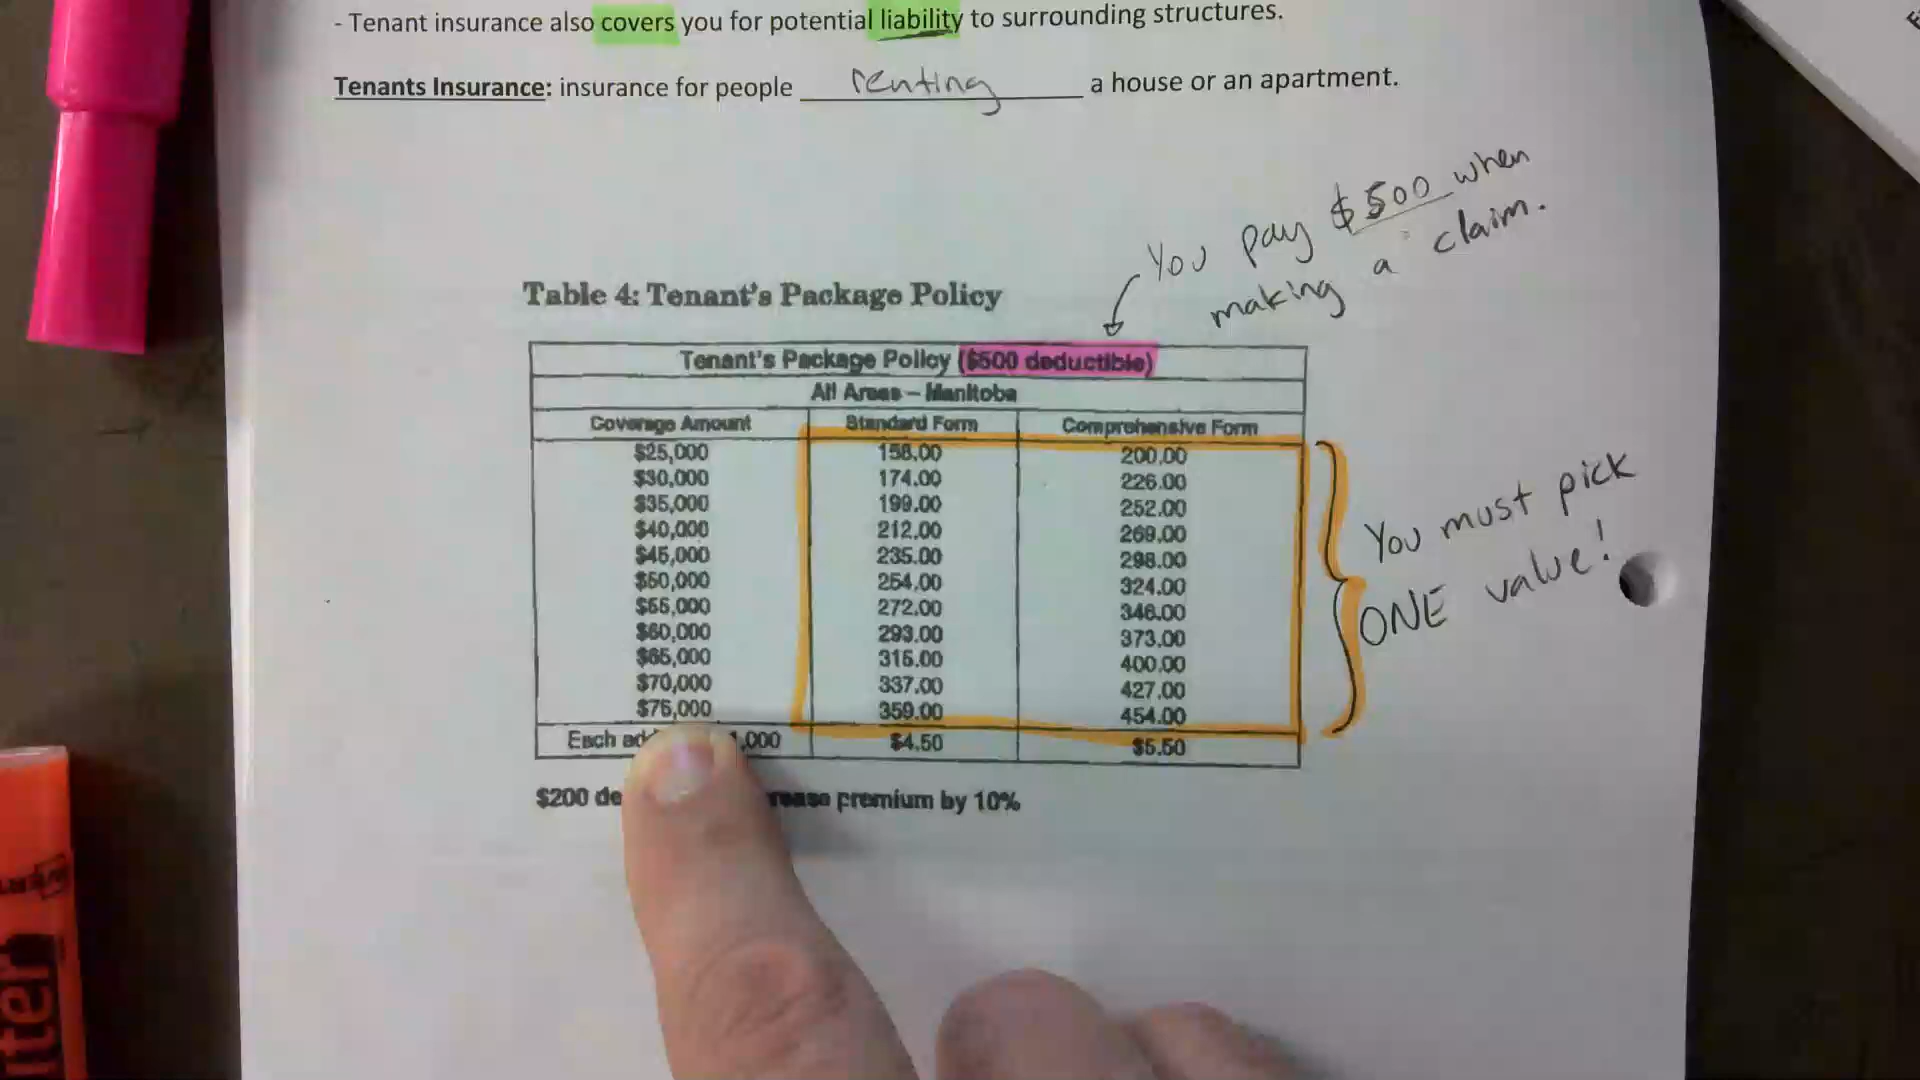 - Tenant insurance also covers you for potential liability to surrounding structures.
Tenants Insurance: insurance for people renting a house or an apartment.
You pay $500 when
making a claim.
Table 4: Tenant's Package Policy
Tenant's Package Policy ($500 deductible)
All Areas – Manitoba
Coverage Amount Standard Form Comprehensive Form
$25,000 158.00 200.00
$30,000 174.00 226.00
$35,000 199.00 252.00
$40,000 212.00 269.00
$45,000 235.00 298.00
$50,000 254.00 324.00
$55,000 272.00 346.00
$60,000 293.00 373.00
$65,000 315.00 400.00
$70,000 337.00 427.00
$75,000 359.00 454.00
You must pick
ONE value!
Each 1,000 $4.50 $5.50
$200 premium by 10%